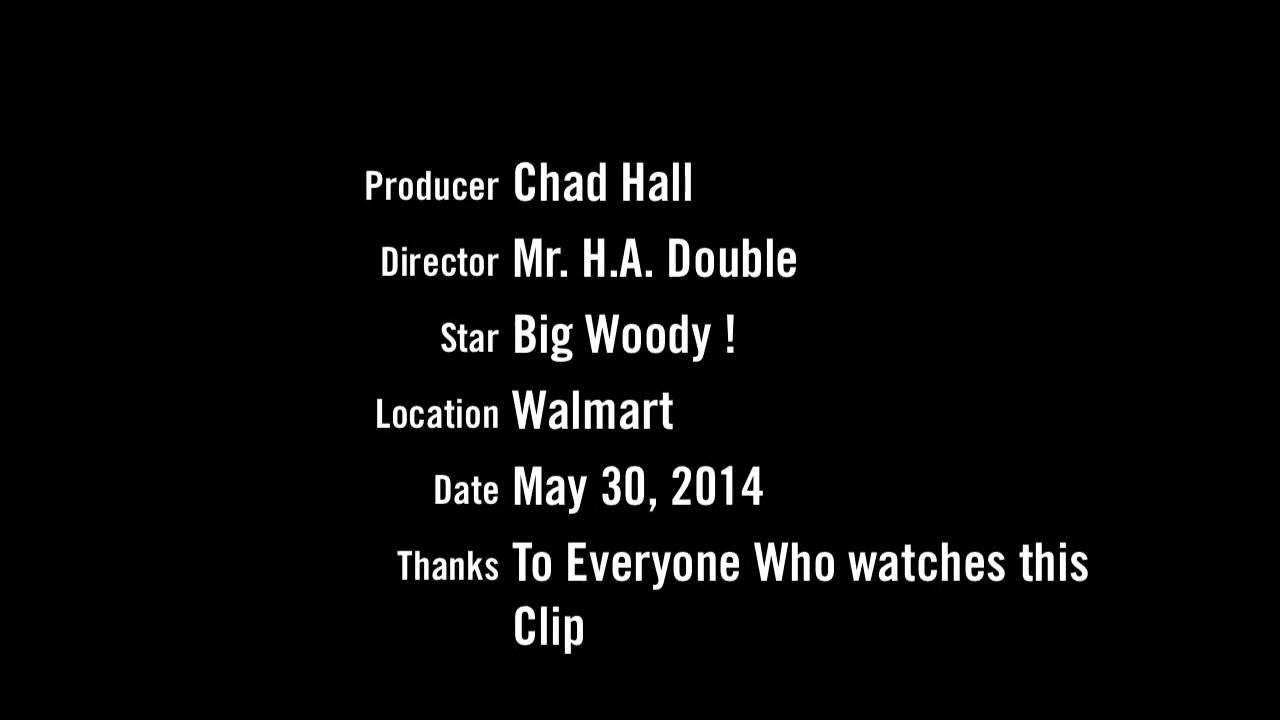 Producer Chad Hall
Director Mr. H.A. Double
Star Big Woody !
Location Walmart
Date May 30, 2014
Thanks To Everyone Who watches this
Clip